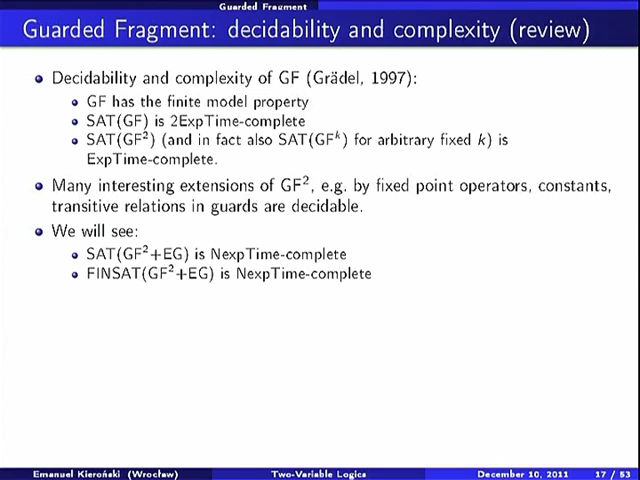 Guarded Fragment
Guarded Fragment: decidability and complexity (review)
Decidability and complexity of GF (Grädel, 1997):
GF has the finite model property
SAT(GF) is 2ExpTime-complete
SAT(GF²) (and in fact also SAT(GFᵏ) for arbitrary fixed k) is
ExpTime-complete.
Many interesting extensions of GF², e.g. by fixed point operators, constants,
transitive relations in guards are decidable.
We will see:
SAT(GF²+EG) is NexpTime-complete
FINSAT(GF²+EG) is NexpTime-complete
Emanuel Kieroński (Wrocław) Two-Variable Logics December 10, 2011 17 / 53